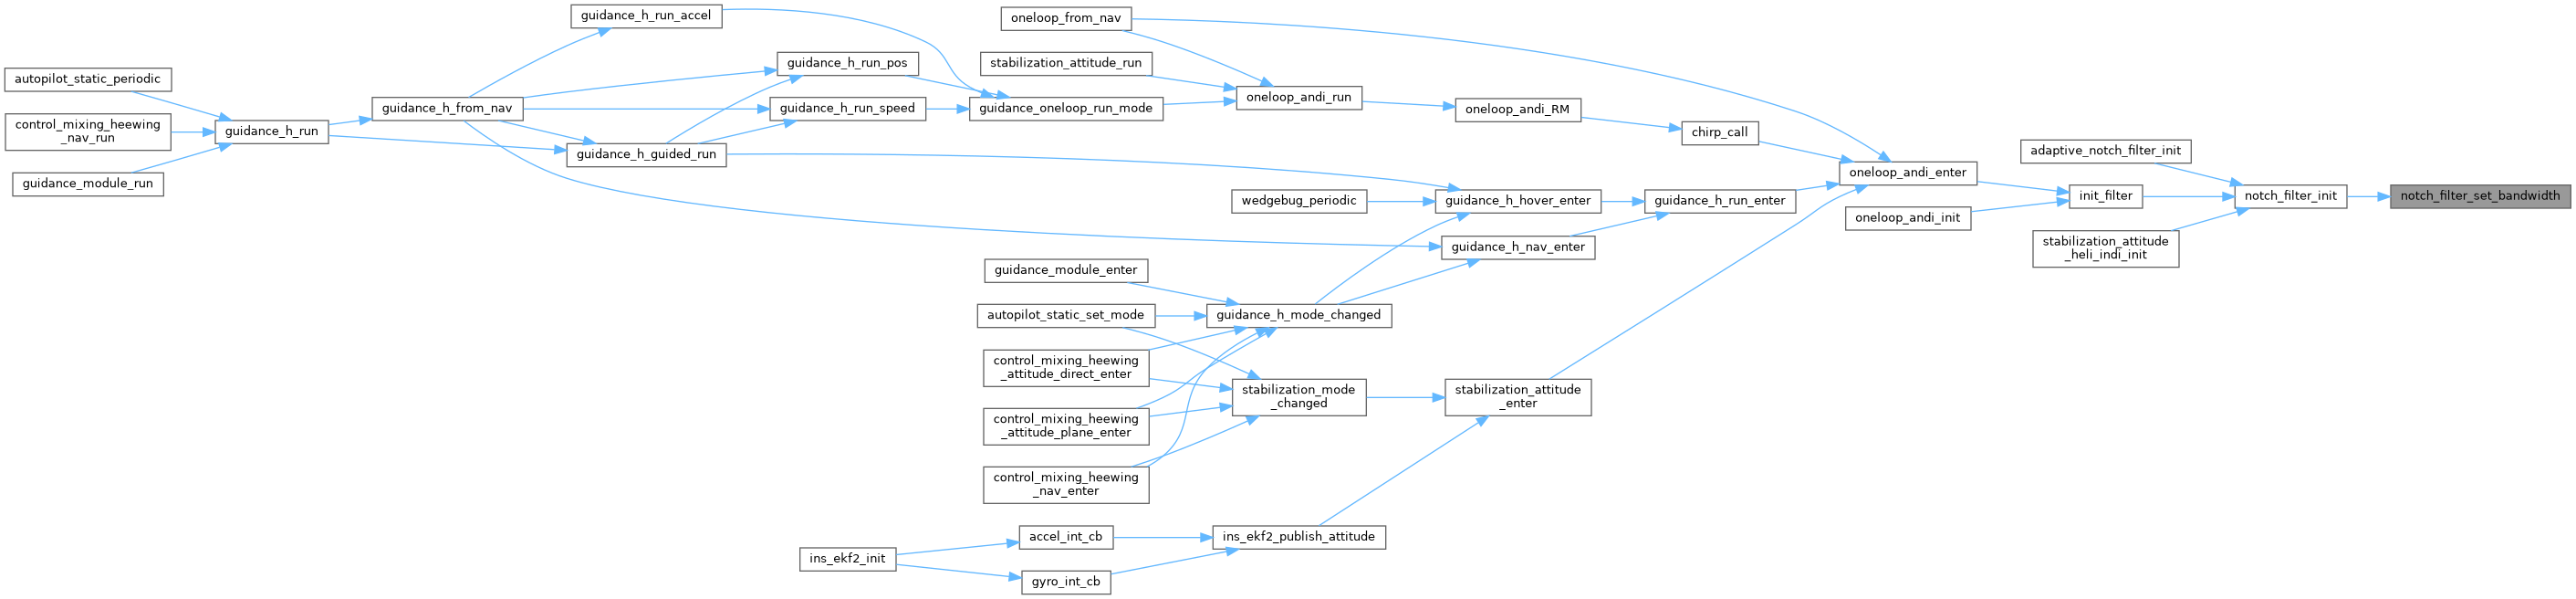 guidance_h_run_accel
oneloop_from_nav
autopilot_static_periodic
guidance_h_run_pos
stabilization_attitude_run
control_mixing_heewing
_nav_run
guidance_h_run
guidance_h_from_nav
guidance_h_run_speed
guidance_oneloop_run_mode
oneloop_andi_run
oneloop_andi_RM
chirp_call
guidance_module_run
guidance_h_guided_run
adaptive_notch_filter_init
oneloop_andi_enter
wedgebug_periodic
guidance_h_hover_enter
guidance_h_run_enter
oneloop_andi_init
init_filter
notch_filter_init
notch_filter_set_bandwidth
guidance_h_nav_enter
stabilization_attitude
_heli_indi_init
guidance_module_enter
autopilot_static_set_mode
guidance_h_mode_changed
control_mixing_heewing
_attitude_direct_enter
stabilization_mode
_changed
stabilization_attitude
_enter
control_mixing_heewing
_attitude_plane_enter
control_mixing_heewing
_nav_enter
accel_int_cb
ins_ekf2_publish_attitude
ins_ekf2_init
gyro_int_cb